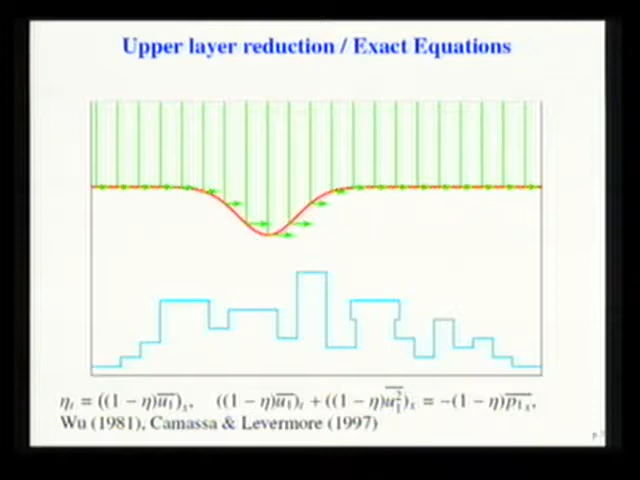 Upper layer reduction / Exact Equations
η_t = ((1 − η)\overline{u_1})_x,   ((1 − η)\overline{u_1})_t + ((1 − η)\overline{u_1^2})_x = −(1 − η)\overline{p_{1x}},
Wu (1981), Camassa & Levermore (1997)